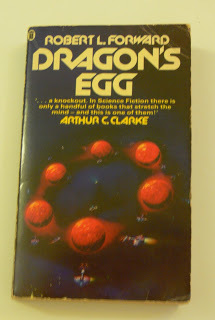 ROBERT L. FORWARD
DRAGON'S
EGG
'. . . a knockout. In Science Fiction there is
only a handful of books that stretch the
mind – and this is one of them!'
ARTHUR C. CLARKE